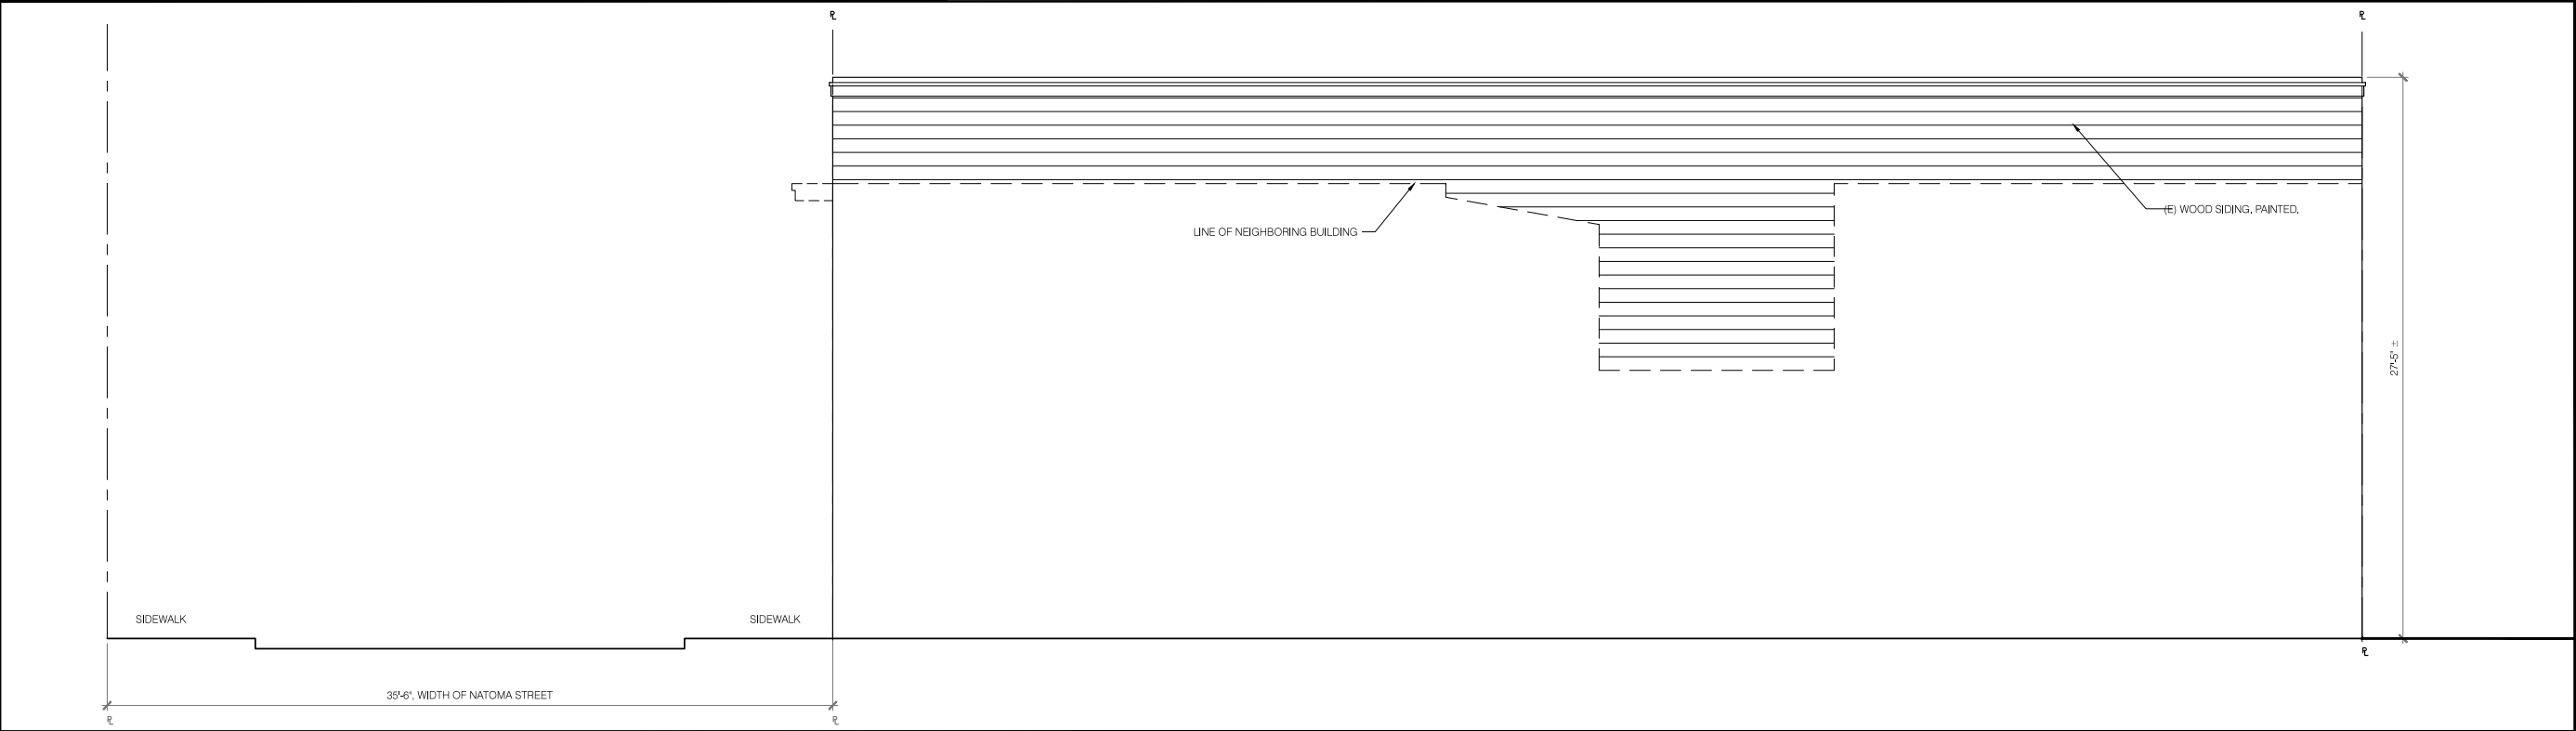 ℄ ℄
(E) WOOD SIDING, PAINTED,
LINE OF NEIGHBORING BUILDING
27'-5" ±
SIDEWALK SIDEWALK
℄
35'-6", WIDTH OF NATOMA STREET
℄ ℄